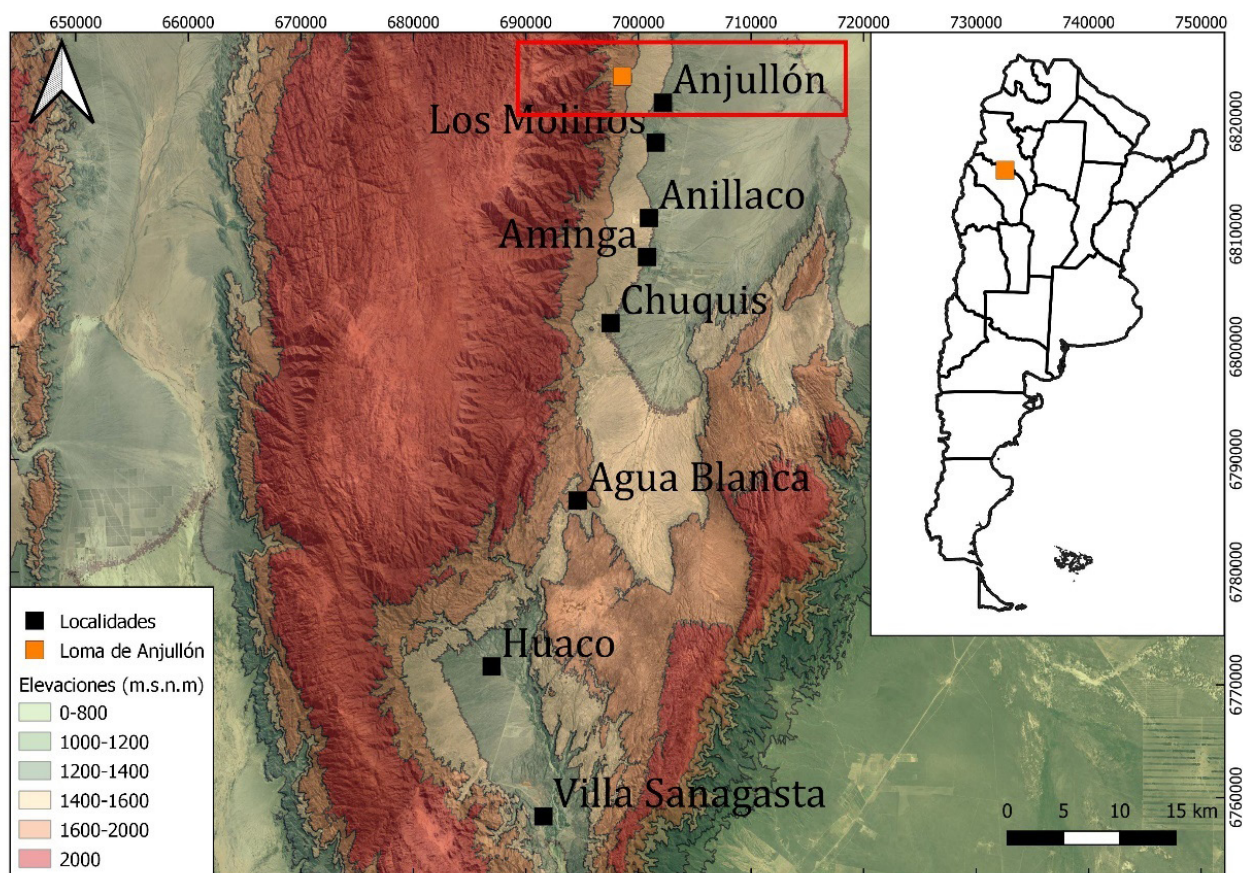 650000 660000 670000 680000 690000 700000 710000 720000 730000 740000 750000
Anjullón
Los Molinos
Anillaco
Aminga
Chuquis
Agua Blanca
Huaco
Villa Sanagasta
6820000
6810000
6800000
6790000
6780000
6770000
6760000
Localidades
Loma de Anjullón
Elevaciones (m.s.n.m)
0-800
1000-1200
1200-1400
1400-1600
1600-2000
2000
0 5 10 15 km